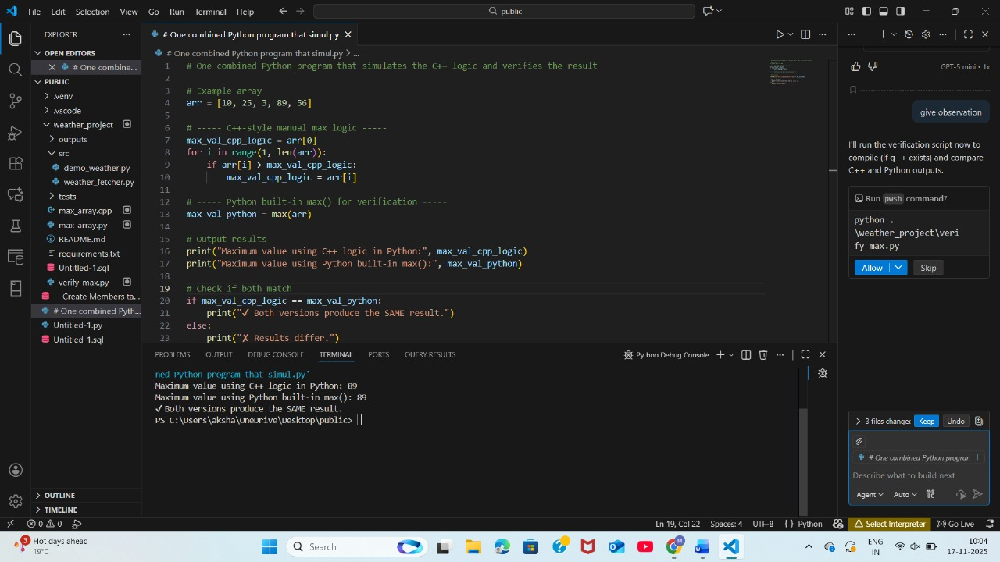 File Edit Selection View Go Run Terminal Help
public
EXPLORER
OPEN EDITORS
# One combine...
PUBLIC
.venv
.vscode
weather_project
outputs
src
demo_weather.py
weather_fetcher.py
tests
max_array.cpp
max_array.py
README.md
requirements.txt
Untitled-1.sql
verify_max.py
-- Create Members ta...
# One combined Pyth...
Untitled-1.py
Untitled-1.sql
OUTLINE
TIMELINE
# One combined Python program that simul.py
# One combined Python program that simul.py > ...
1 # One combined Python program that simulates the C++ logic and verifies the result
2
3 # Example array
4 arr = [10, 25, 3, 89, 56]
5
6 # ----- C++-style manual max logic -----
7 max_val_cpp_logic = arr[0]
8 for i in range(1, len(arr)):
9 if arr[i] > max_val_cpp_logic:
10 max_val_cpp_logic = arr[i]
11
12 # ----- Python built-in max() for verification -----
13 max_val_python = max(arr)
14
15 # Output results
16 print("Maximum value using C++ logic in Python:", max_val_cpp_logic)
17 print("Maximum value using Python built-in max():", max_val_python)
18
19 # Check if both match
20 if max_val_cpp_logic == max_val_python:
21 print("✓ Both versions produce the SAME result.")
22 else:
23 print("✗ Results differ.")
PROBLEMS OUTPUT DEBUG CONSOLE TERMINAL PORTS QUERY RESULTS
Python Debug Console
ned Python program that simul.py'
Maximum value using C++ logic in Python: 89
Maximum value using Python built-in max(): 89
✓ Both versions produce the SAME result.
PS C:\Users\aksha\OneDrive\Desktop\public>
GPT-5 mini • 1x
give observation
I'll run the verification script now to
compile (if g++ exists) and compare
C++ and Python outputs.
Run pwsh command?
python .
\weather_project\veri
fy_max.py
Allow Skip
3 files changed Keep Undo
# One combined Python prograr
Describe what to build next
Agent Auto
0 0
Ln 19, Col 22 Spaces: 4 UTF-8 { } Python Select Interpreter Go Live
3
Hot days ahead
19°C
Search
M
ENG
IN
10:04
17-11-2025